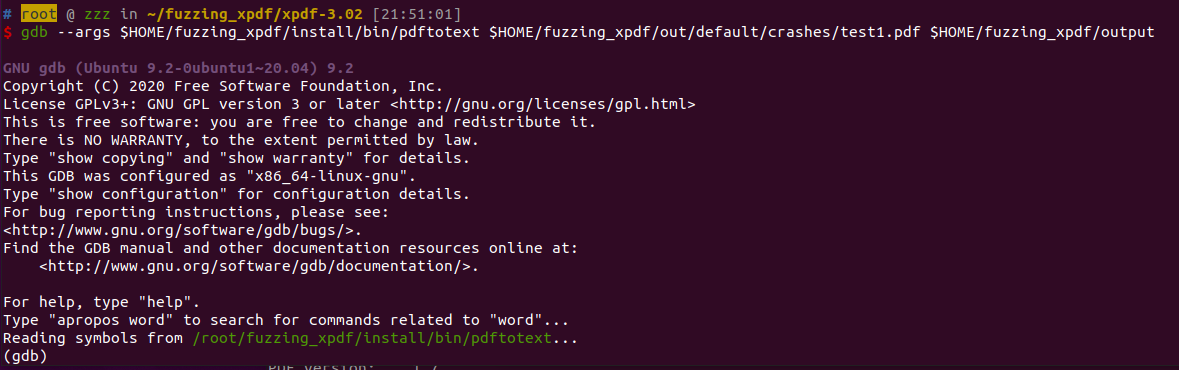 # root @ zzz in ~/fuzzing_xpdf/xpdf-3.02 [21:51:01]
$ gdb --args $HOME/fuzzing_xpdf/install/bin/pdftotext $HOME/fuzzing_xpdf/out/default/crashes/test1.pdf $HOME/fuzzing_xpdf/output
GNU gdb (Ubuntu 9.2-0ubuntu1~20.04) 9.2
Copyright (C) 2020 Free Software Foundation, Inc.
License GPLv3+: GNU GPL version 3 or later <http://gnu.org/licenses/gpl.html>
This is free software: you are free to change and redistribute it.
There is NO WARRANTY, to the extent permitted by law.
Type "show copying" and "show warranty" for details.
This GDB was configured as "x86_64-linux-gnu".
Type "show configuration" for configuration details.
For bug reporting instructions, please see:
<http://www.gnu.org/software/gdb/bugs/>.
Find the GDB manual and other documentation resources online at:
    <http://www.gnu.org/software/gdb/documentation/>.
For help, type "help".
Type "apropos word" to search for commands related to "word"...
Reading symbols from /root/fuzzing_xpdf/install/bin/pdftotext...
(gdb)
PDF version: